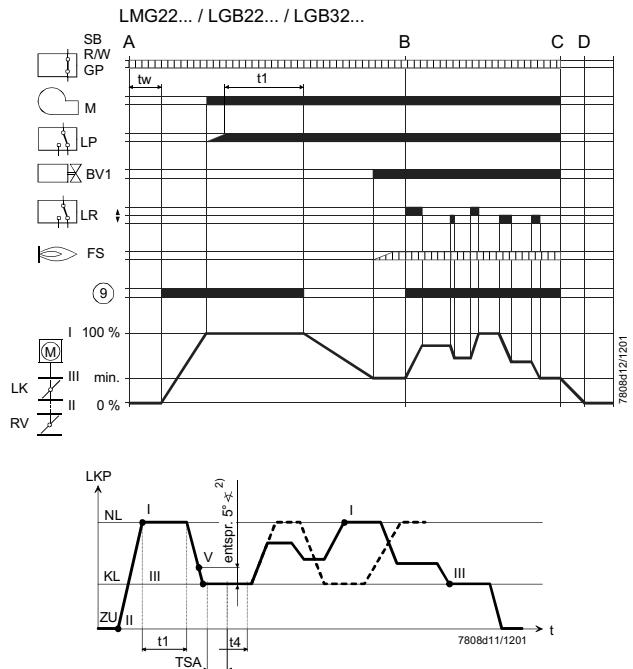 LMG22... / LGB22... / LGB32...
A B C D
SB
R/W
GP
tw t1
M
LP
BV1
LR
FS
9
I 100 %
M
III min.
LK
II 0 %
RV
7808d12/1201
LKP
NL I I
entspr. 5° ∢ 2)
V
KL III III
ZU II
t
t1 t4
TSA
7808d11/1201